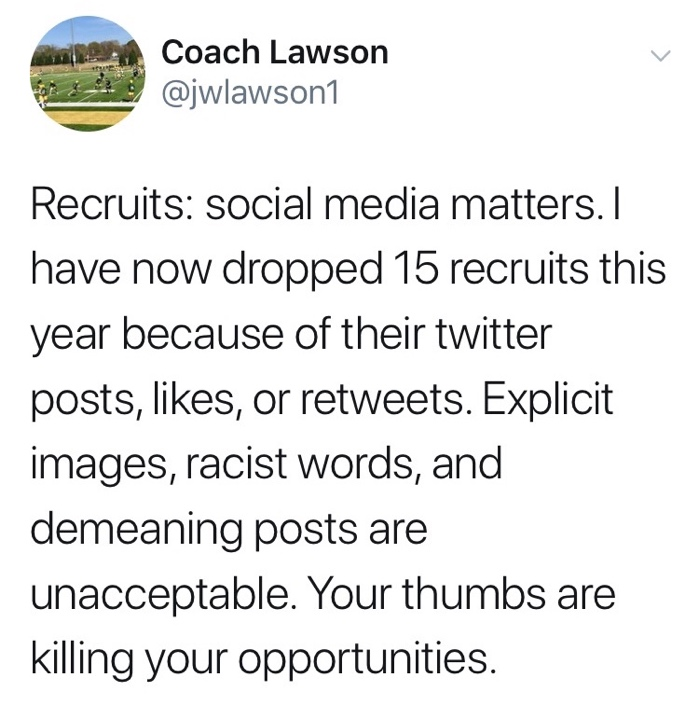 Coach Lawson
@jwlawson1
Recruits: social media matters. I
have now dropped 15 recruits this
year because of their twitter
posts, likes, or retweets. Explicit
images, racist words, and
demeaning posts are
unacceptable. Your thumbs are
killing your opportunities.